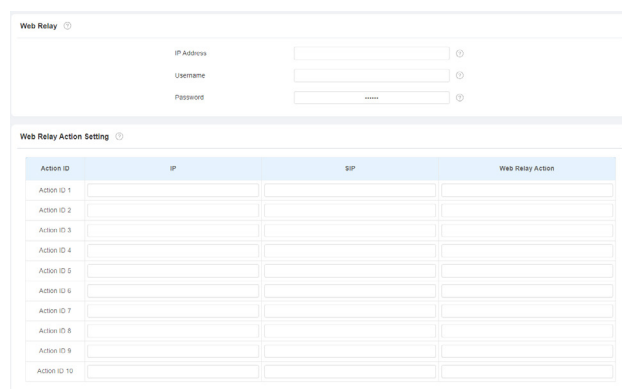 Web Relay ?
IP Address ?
Username ?
Password •••••• ?
Web Relay Action Setting ?
Action ID IP SIP Web Relay Action
Action ID 1
Action ID 2
Action ID 3
Action ID 4
Action ID 5
Action ID 6
Action ID 7
Action ID 8
Action ID 9
Action ID 10